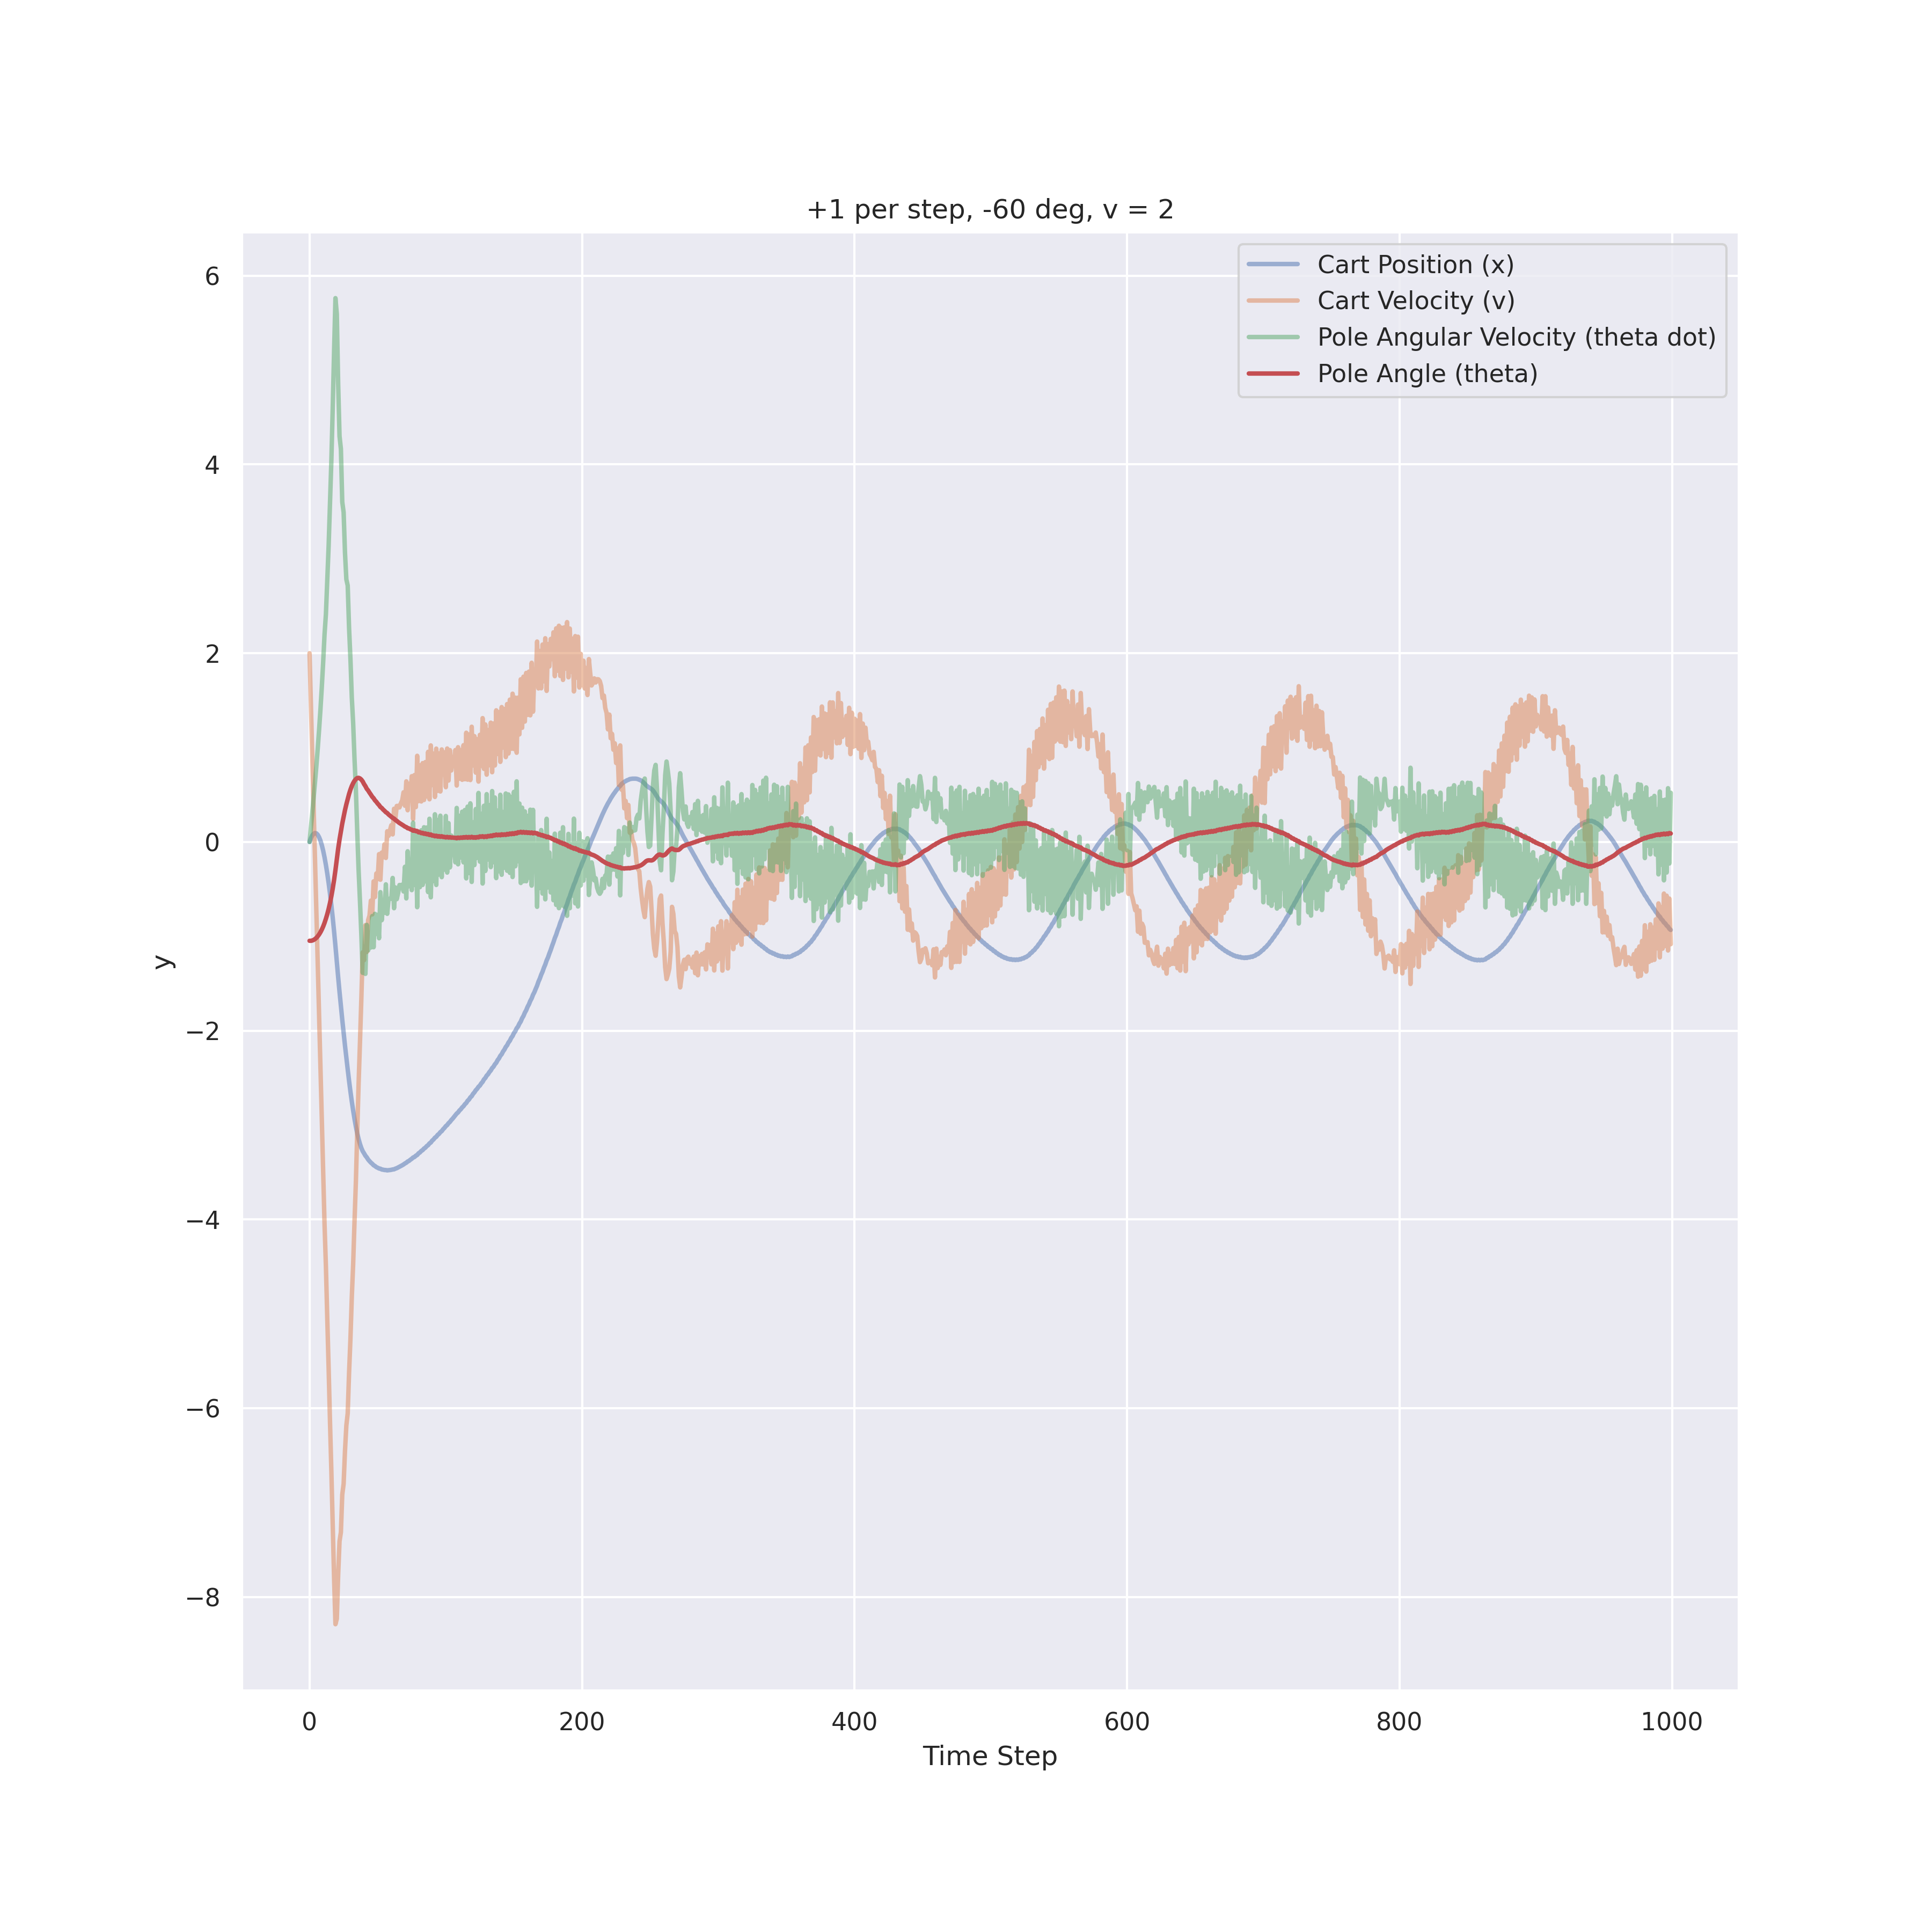 +1 per step, -60 deg, v = 2
Cart Position (x)
Cart Velocity (v)
Pole Angular Velocity (theta dot)
Pole Angle (theta)
6
4
2
0
−2
−4
−6
−8
y
0 200 400 600 800 1000
Time Step